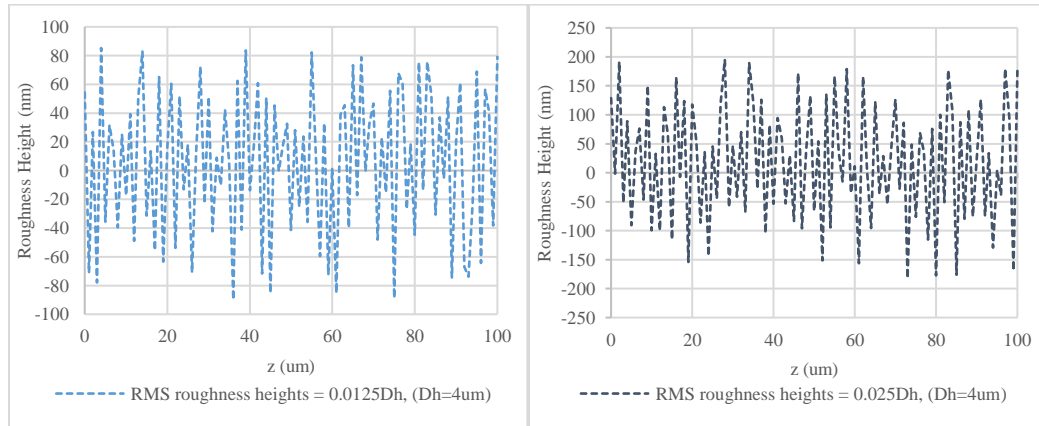 100
80
60
40
20
0
-20
-40
-60
-80
-100
Roughness Height (nm)
0 20 40 60 80 100
z (um)
RMS roughness heights = 0.0125Dh, (Dh=4um)
250
200
150
100
50
0
-50
-100
-150
-200
-250
Roughness Height (nm)
0 20 40 60 80 100
z (um)
RMS roughness heights = 0.025Dh, (Dh=4um)